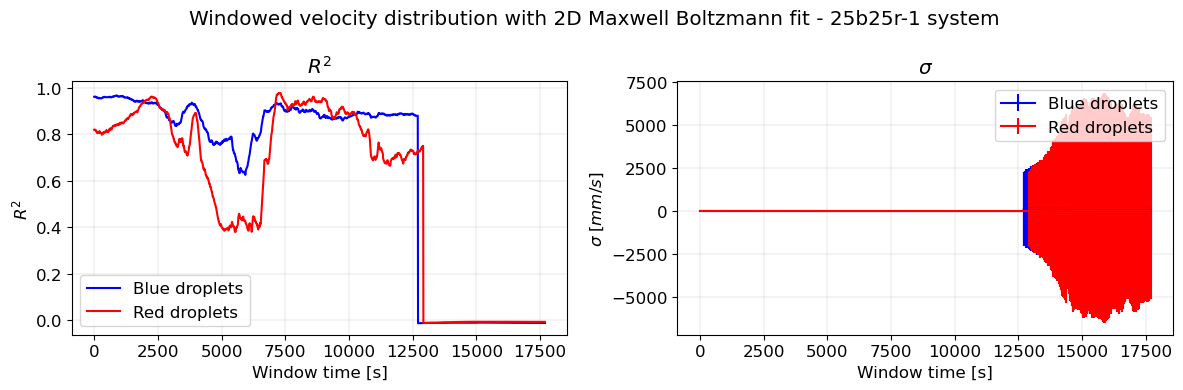 Windowed velocity distribution with 2D Maxwell Boltzmann fit - 25b25r-1 system
R²
1.0
0.8
0.6
0.4
0.2
0.0
R²
Blue droplets
Red droplets
0 2500 5000 7500 10000 12500 15000 17500
Window time [s]
σ
7500
5000
2500
0
−2500
−5000
σ [mm/s]
Blue droplets
Red droplets
0 2500 5000 7500 10000 12500 15000 17500
Window time [s]